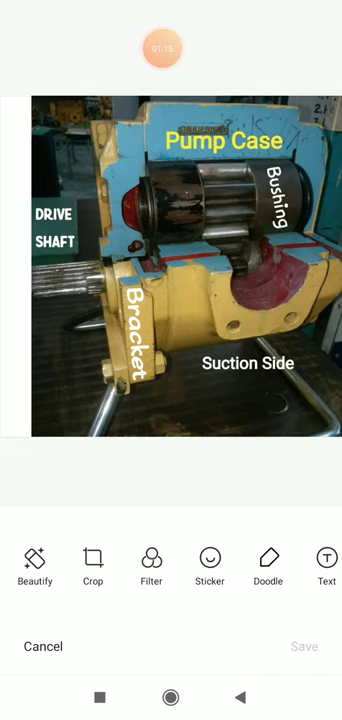 01:15
Pump Case
Bushing
DRIVE
SHAFT
Bracket
Suction Side
Beautify
Crop
Filter
Sticker
Doodle
Text
Cancel
Save